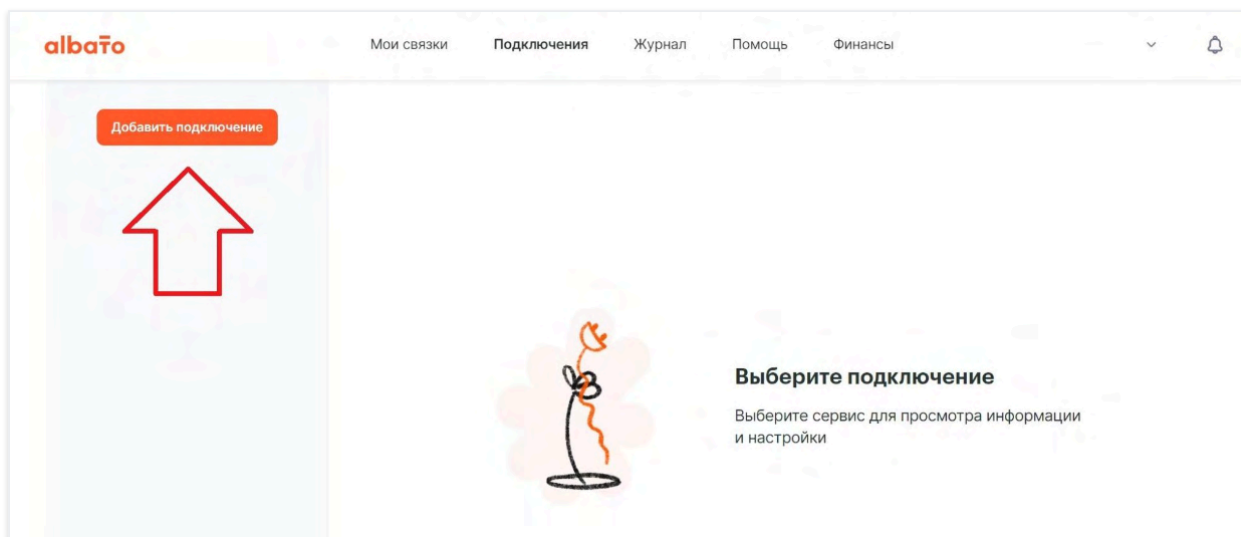 albato
Мои связки
Подключения
Журнал
Помощь
Финансы
Добавить подключение
Выберите подключение
Выберите сервис для просмотра информации
и настройки